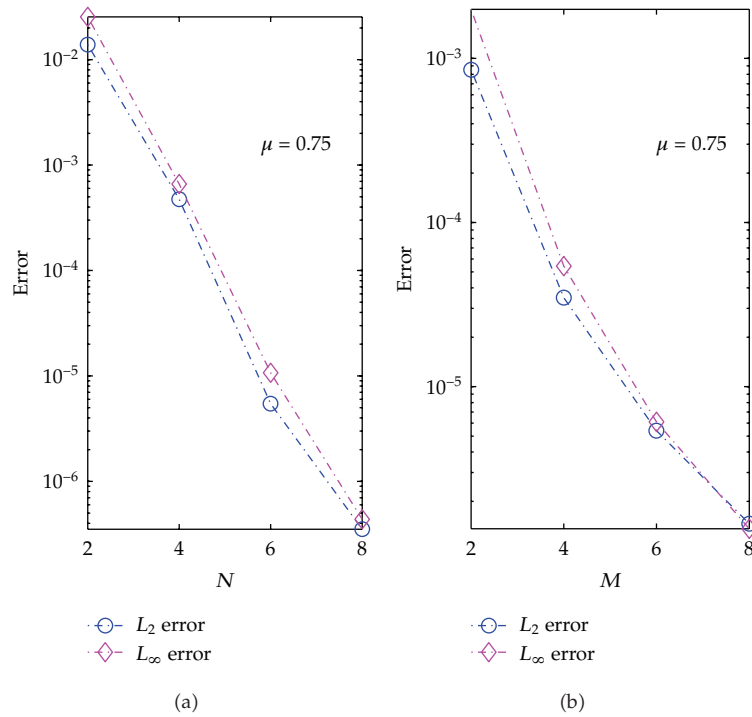 10⁻²
10⁻³
10⁻⁴
10⁻⁵
10⁻⁶
Error
μ = 0.75
2 4 6 8
N
L₂ error
L∞ error
(a)
10⁻³
10⁻⁴
10⁻⁵
Error
μ = 0.75
2 4 6 8
M
L₂ error
L∞ error
(b)